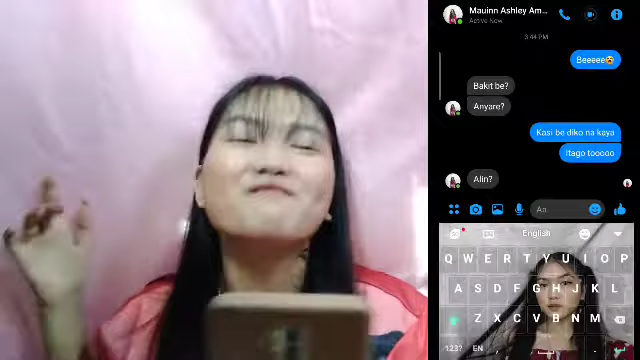 Mauinn Ashley Am...
Active Now
3:44 PM
Beeeee
Bakit be?
Anyare?
Kasi be diko na kaya
Itago tooooo
Alin?
Aa
English
Q W E R T Y U I O P
A S D F G H J K L
Z X C V B N M
123? EN , .